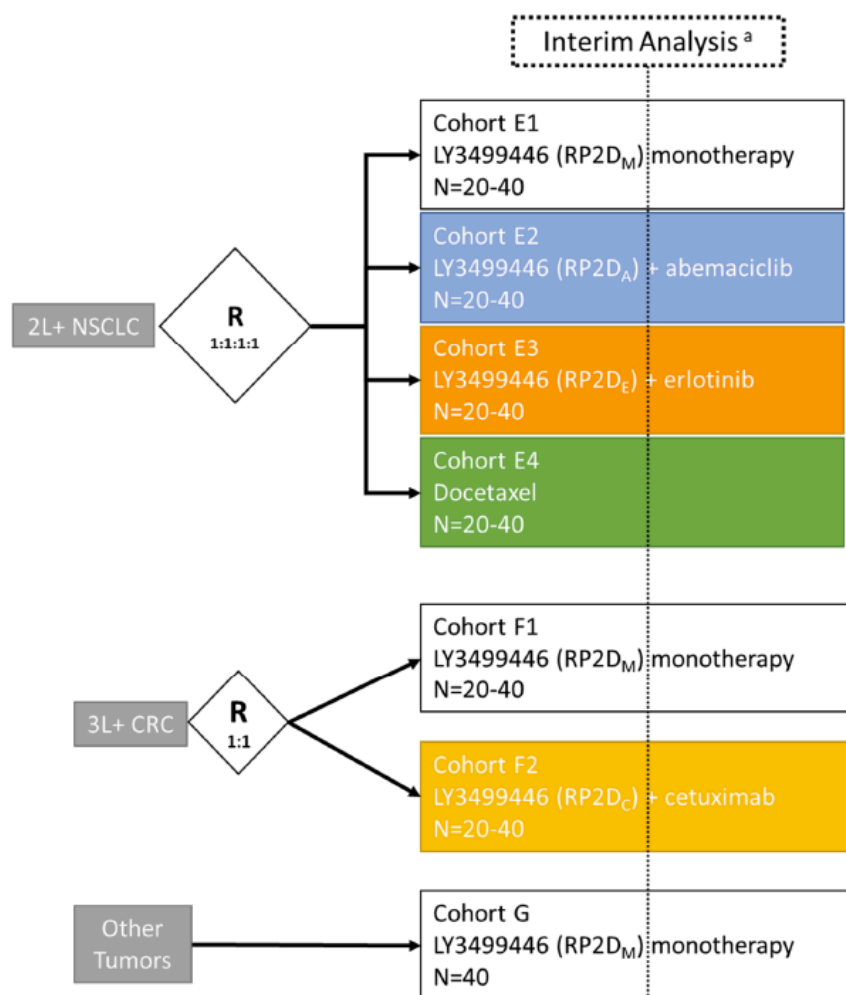 Interim Analysis a
Cohort E1
LY3499446 (RP2DM) monotherapy
N=20-40
Cohort E2
LY3499446 (RP2DA) + abemaciclib
N=20-40
2L+ NSCLC
R
1:1:1:1
Cohort E3
LY3499446 (RP2DE) + erlotinib
N=20-40
Cohort E4
Docetaxel
N=20-40
Cohort F1
LY3499446 (RP2DM) monotherapy
N=20-40
3L+ CRC
R
1:1
Cohort F2
LY3499446 (RP2DC) + cetuximab
N=20-40
Other
Tumors
Cohort G
LY3499446 (RP2DM) monotherapy
N=40